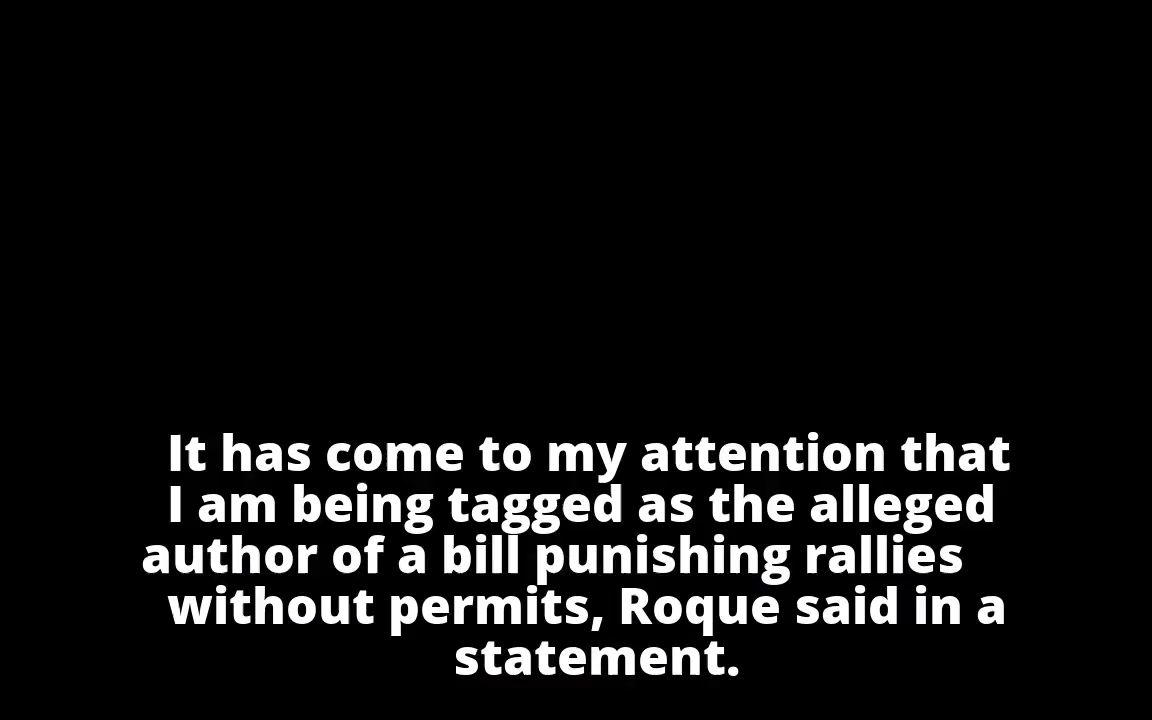 It has come to my attention that
I am being tagged as the alleged
author of a bill punishing rallies
without permits, Roque said in a
statement.